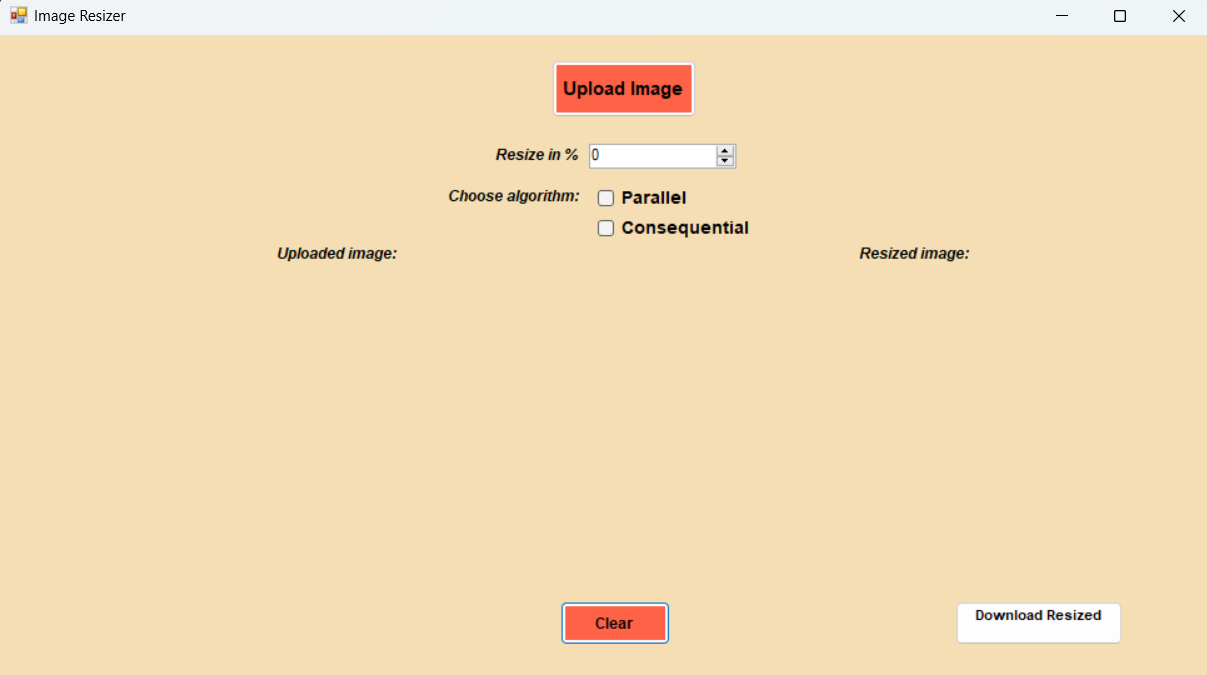 Image Resizer
Upload Image
Resize in % 0
Choose algorithm: Parallel
Consequential
Uploaded image: Resized image:
Clear Download Resized